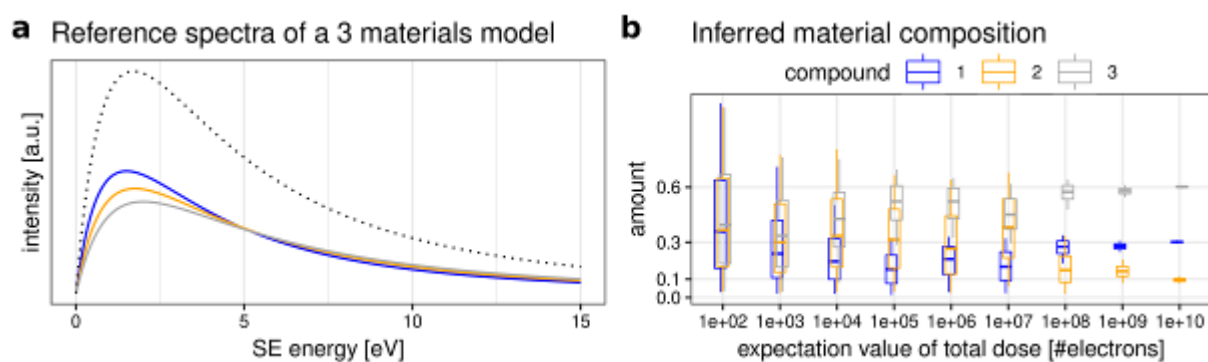 a Reference spectra of a 3 materials model
intensity [a.u.]
0 5 10 15
SE energy [eV]
b Inferred material composition
compound 1 2 3
amount
0.6
0.3
0.1
0.0
1e+02 1e+03 1e+04 1e+05 1e+06 1e+07 1e+08 1e+09 1e+10
expectation value of total dose [#electrons]